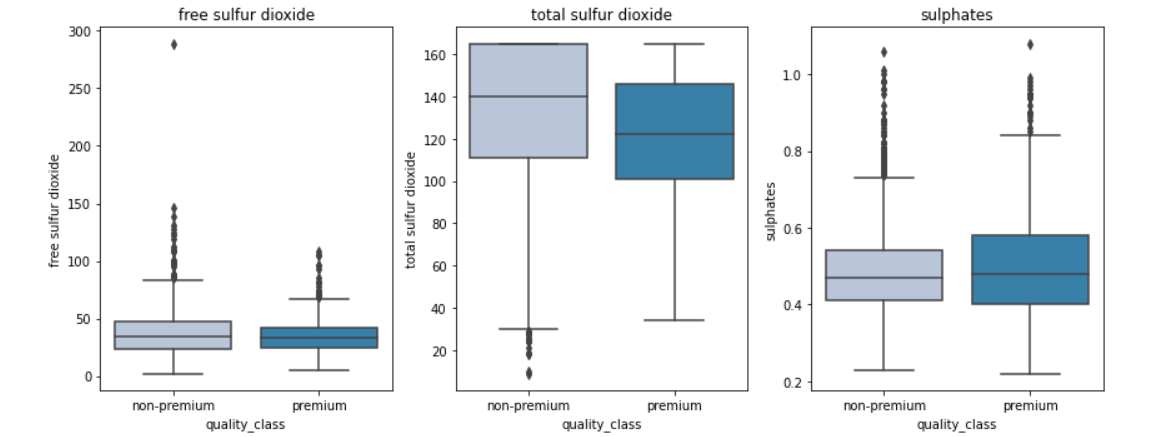 free sulfur dioxide
300
250
200
150
100
50
0
free sulfur dioxide
non-premium premium
quality_class
total sulfur dioxide
160
140
120
100
80
60
40
20
total sulfur dioxide
non-premium premium
quality_class
sulphates
1.0
0.8
0.6
0.4
0.2
sulphates
non-premium premium
quality_class